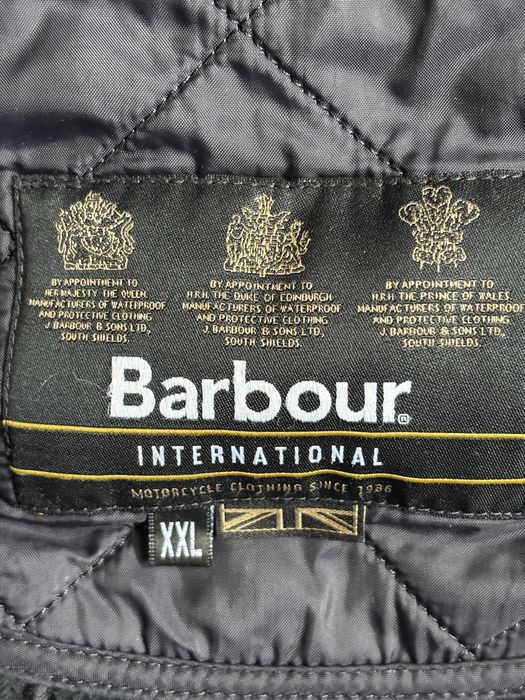 BY APPOINTMENT TO
HER MAJESTY THE QUEEN
MANUFACTURERS OF WATERPROOF
AND PROTECTIVE CLOTHING
J. BARBOUR & SONS LTD.,
SOUTH SHIELDS.
BY APPOINTMENT TO
H.R.H. THE DUKE OF EDINBURGH
MANUFACTURERS OF WATERPROOF
AND PROTECTIVE CLOTHING
J. BARBOUR & SONS LTD.,
SOUTH SHIELDS.
BY APPOINTMENT TO
H.R.H. THE PRINCE OF WALES
MANUFACTURERS OF WATERPROOF
AND PROTECTIVE CLOTHING
J. BARBOUR & SONS LTD.,
SOUTH SHIELDS.
Barbour®
INTERNATIONAL
MOTORCYCLE CLOTHING SINCE 1936
XXL